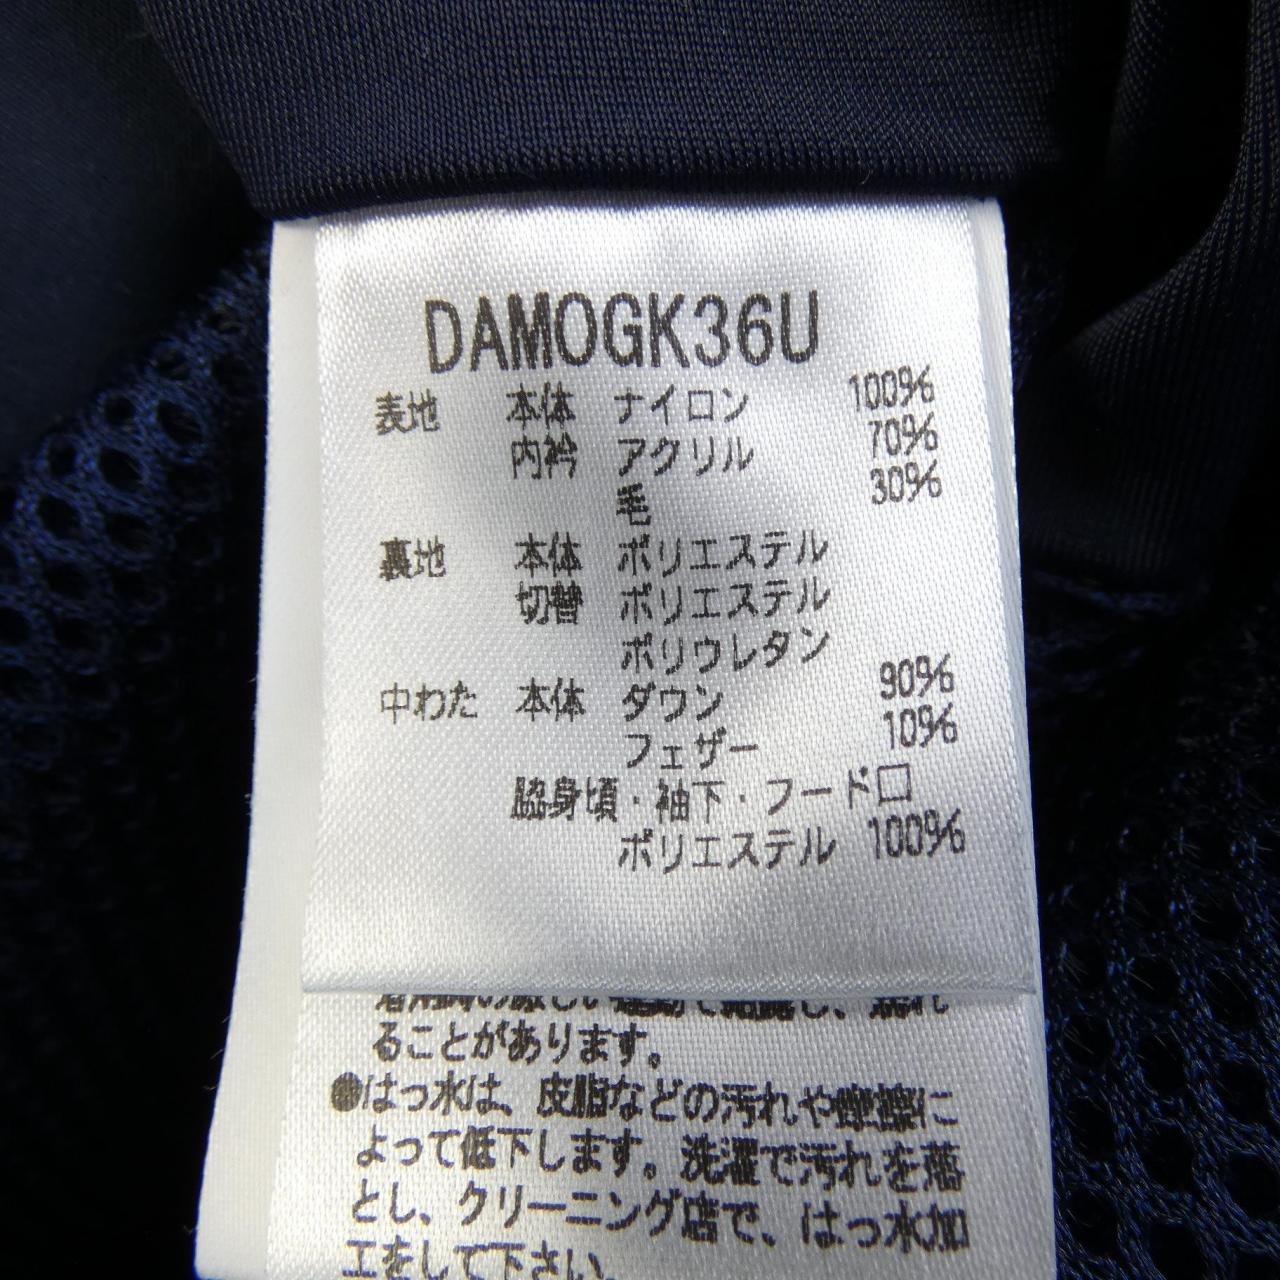 DAMOGK36U
表地 本体 ナイロン 100%
内衿 アクリル 70%
毛 30%
裏地 本体 ポリエステル
切替 ポリエステル
ポリウレタン
中わた 本体 ダウン 90%
フェザー 10%
脇身頃・袖下・フード口
ポリエステル 100%
ることがあります。
●はっ水は、皮脂などの汚れや摩擦に
よって低下します。洗濯で汚れを落
とし、クリーニング店で、はっ水加
工をして下さい。